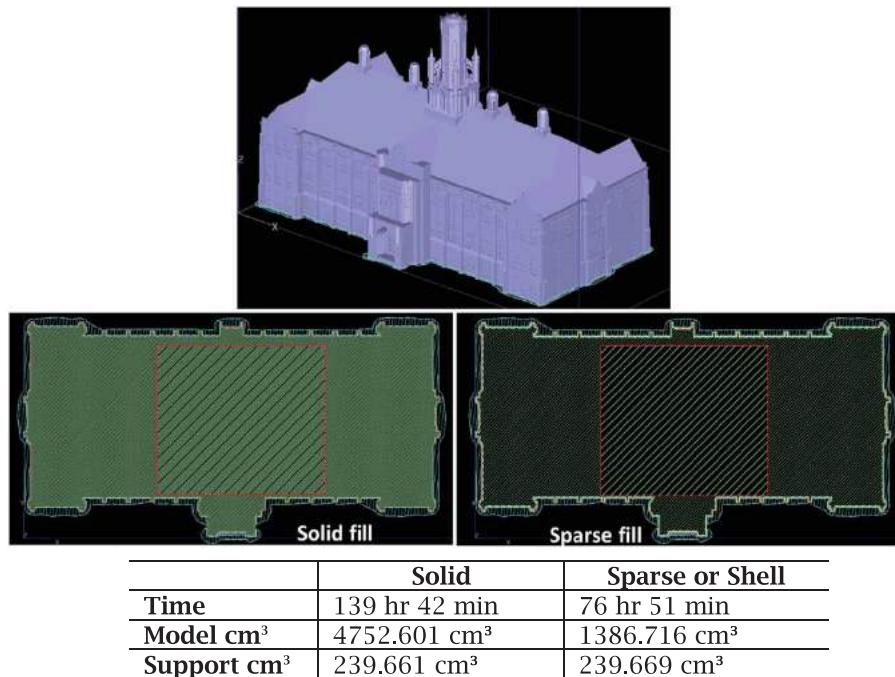 Z
X
Solid fill
Sparse fill
Solid Sparse or Shell
Time 139 hr 42 min 76 hr 51 min
Model cm³ 4752.601 cm³ 1386.716 cm³
Support cm³ 239.661 cm³ 239.669 cm³